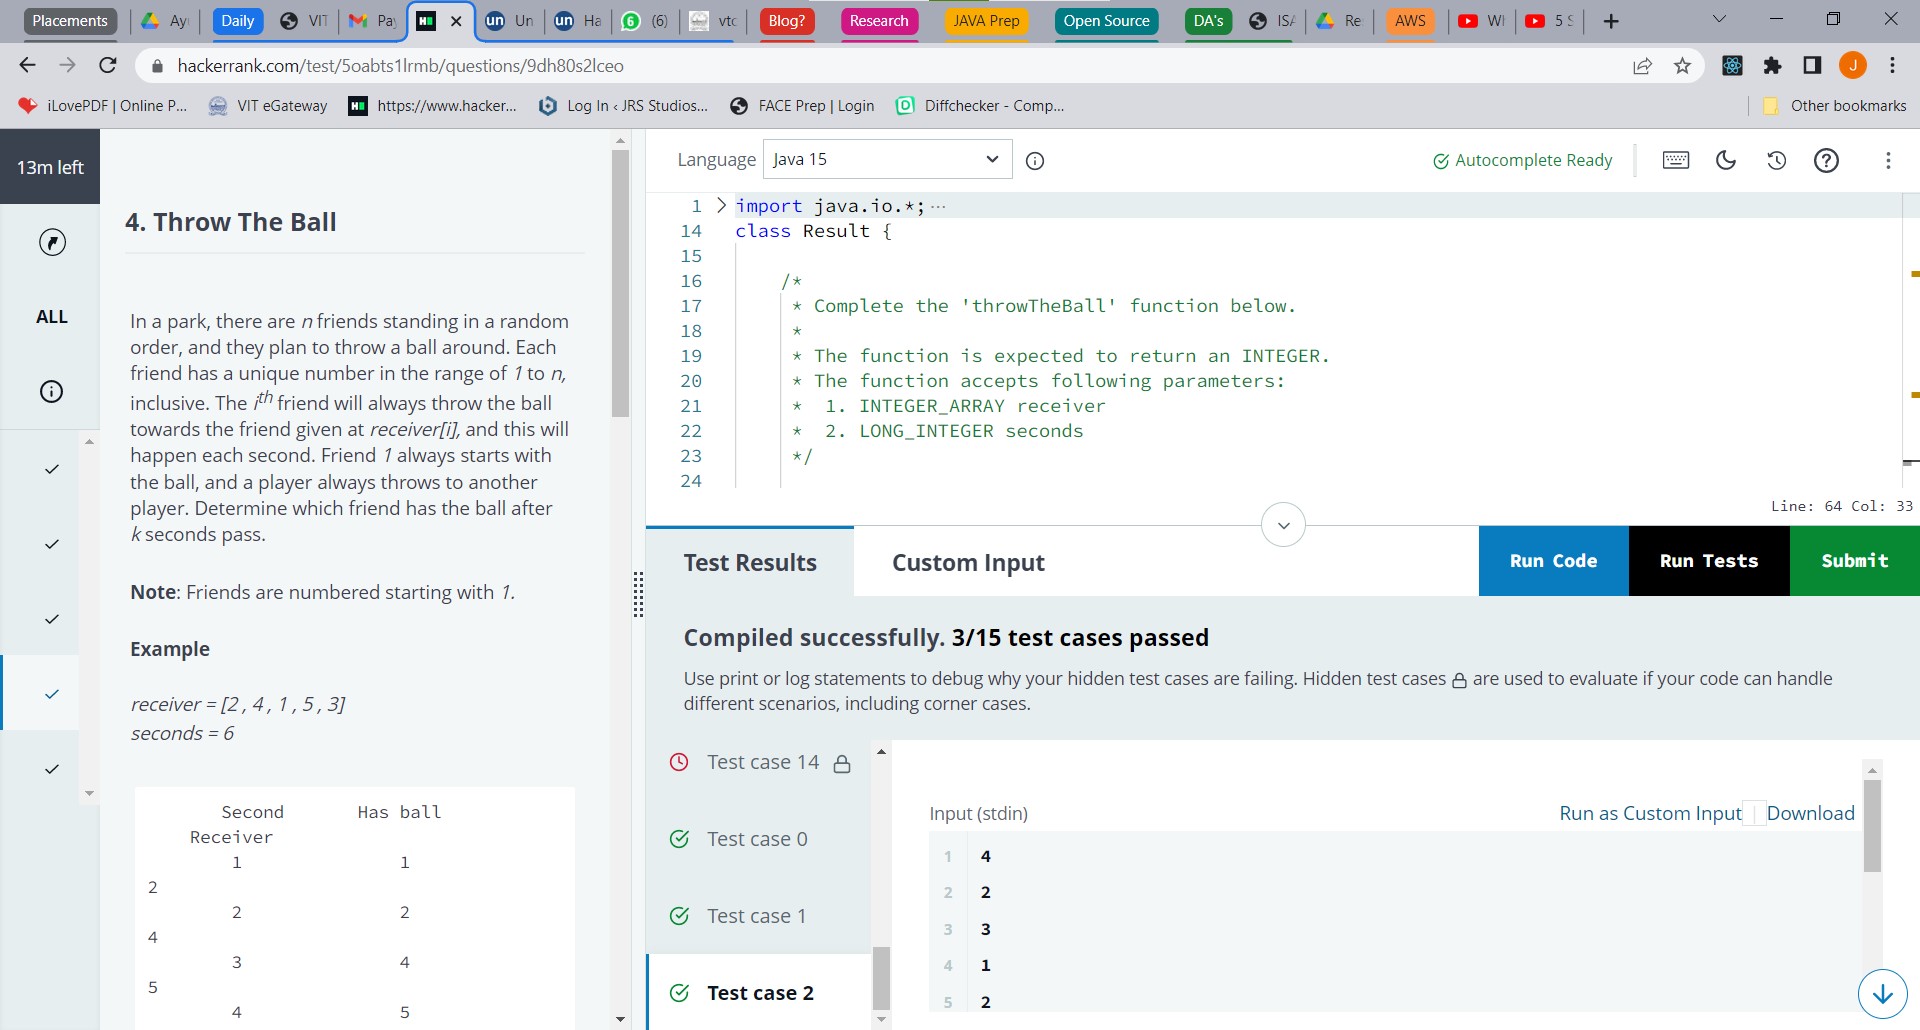 Placements
Ay
Daily
VIT
Pa
un
Un
un
Ha
6
(6)
vtc
Blog?
Research
JAVA Prep
Open Source
DA's
ISA
Re
AWS
W
5 S
hackerrank.com/test/5oabts1lrmb/questions/9dh80s2lceo
J
iLovePDF | Online P...
VIT eGateway
https://www.hacker...
Log In ‹ JRS Studios...
FACE Prep | Login
Diffchecker - Comp...
Other bookmarks
13m left
ALL
4. Throw The Ball
In a park, there are n friends standing in a random
order, and they plan to throw a ball around. Each
friend has a unique number in the range of 1 to n,
inclusive. The ith friend will always throw the ball
towards the friend given at receiver[i], and this will
happen each second. Friend 1 always starts with
the ball, and a player always throws to another
player. Determine which friend has the ball after
k seconds pass.
Note: Friends are numbered starting with 1.
Example
receiver = [2 , 4 , 1 , 5 , 3]
seconds = 6
Second Has ball
Receiver
1 1
2
2 2
4
3 4
5
4 5
Language
Java 15
Autocomplete Ready
1 import java.io.*; ...
14 class Result {
15
16 /*
17 * Complete the 'throwTheBall' function below.
18 *
19 * The function is expected to return an INTEGER.
20 * The function accepts following parameters:
21 * 1. INTEGER_ARRAY receiver
22 * 2. LONG_INTEGER seconds
23 */
24
Line: 64 Col: 33
Test Results
Custom Input
Run Code
Run Tests
Submit
Compiled successfully. 3/15 test cases passed
Use print or log statements to debug why your hidden test cases are failing. Hidden test cases are used to evaluate if your code can handle
different scenarios, including corner cases.
Test case 14
Test case 0
Test case 1
Test case 2
Input (stdin)
Run as Custom Input
Download
1 4
2 2
3 3
4 1
5 2